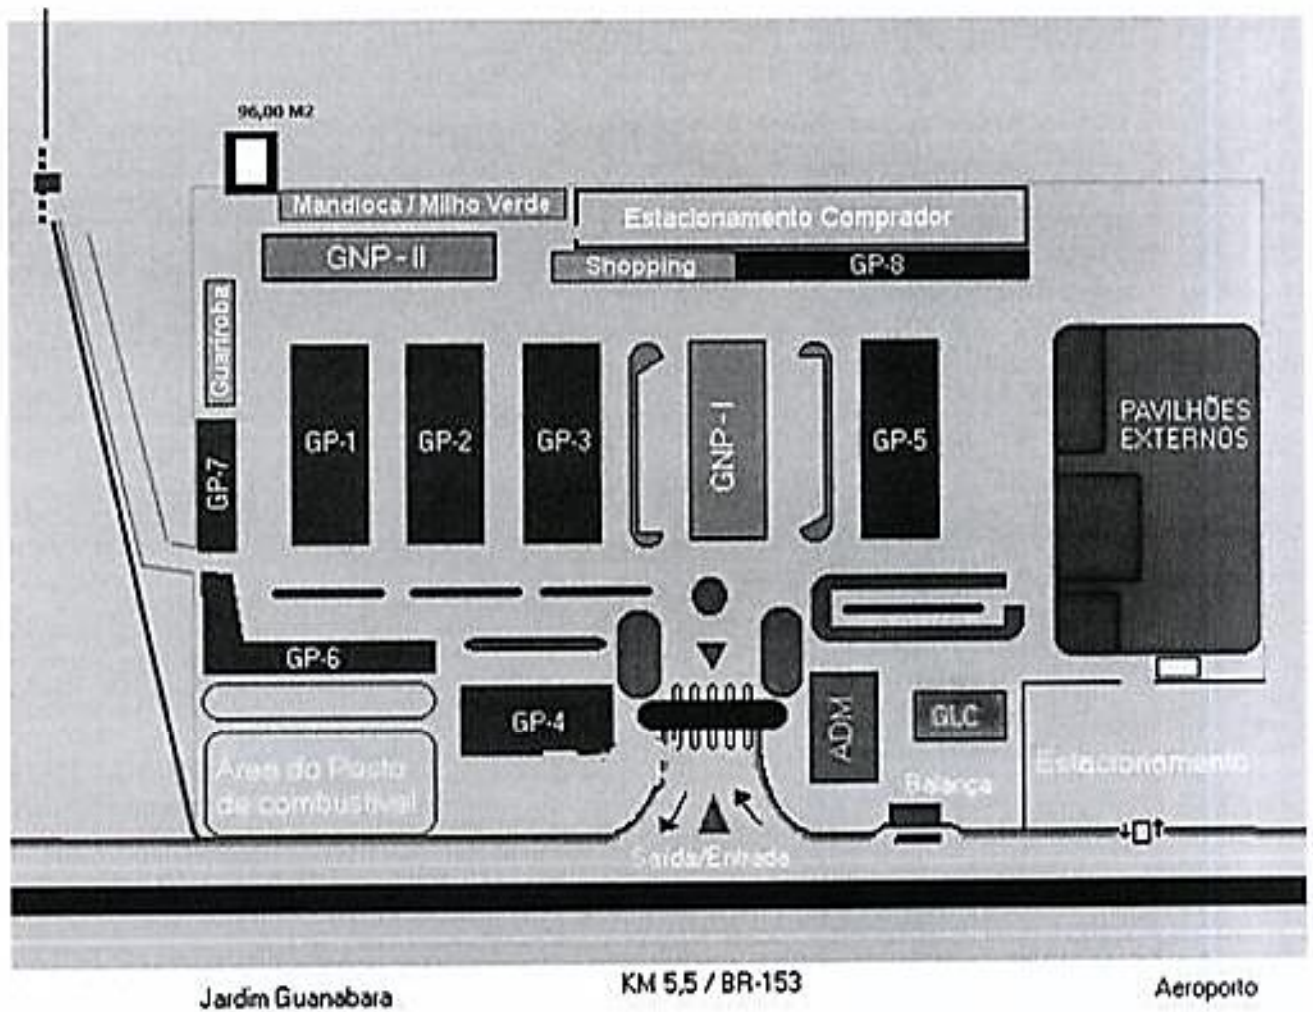 96,00 M2
Mandioca / Milho Verde
Estacionamento Comprador
GNP-II
Shopping
GP-8
Guariroba
GP-1
GP-2
GP-3
GNP-I
GP-5
PAVILHÕES
EXTERNOS
GP-7
GP-6
GP-4
ADM
GLC
Área do Posto
de combustível
Balança
Estacionamento
Saída/Entrada
Jardim Guanabara
KM 5,5 / BR-153
Aeroporto